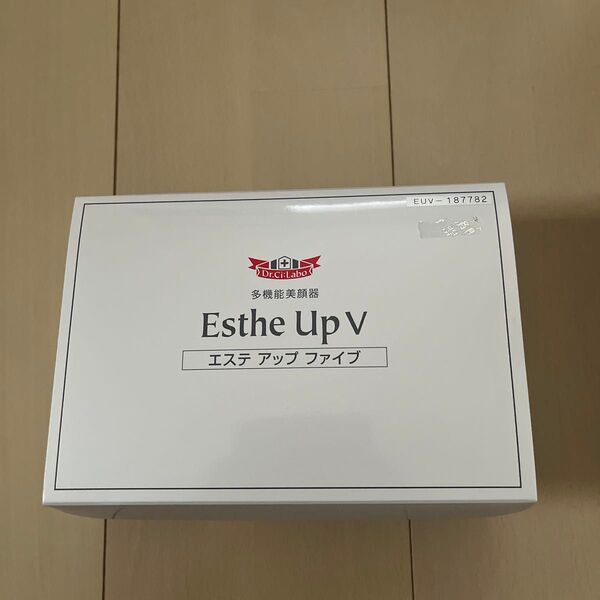 EUV-187782
Dr.Ci:Labo
多機能美顔器
Esthe Up V
エステ アップ ファイブ